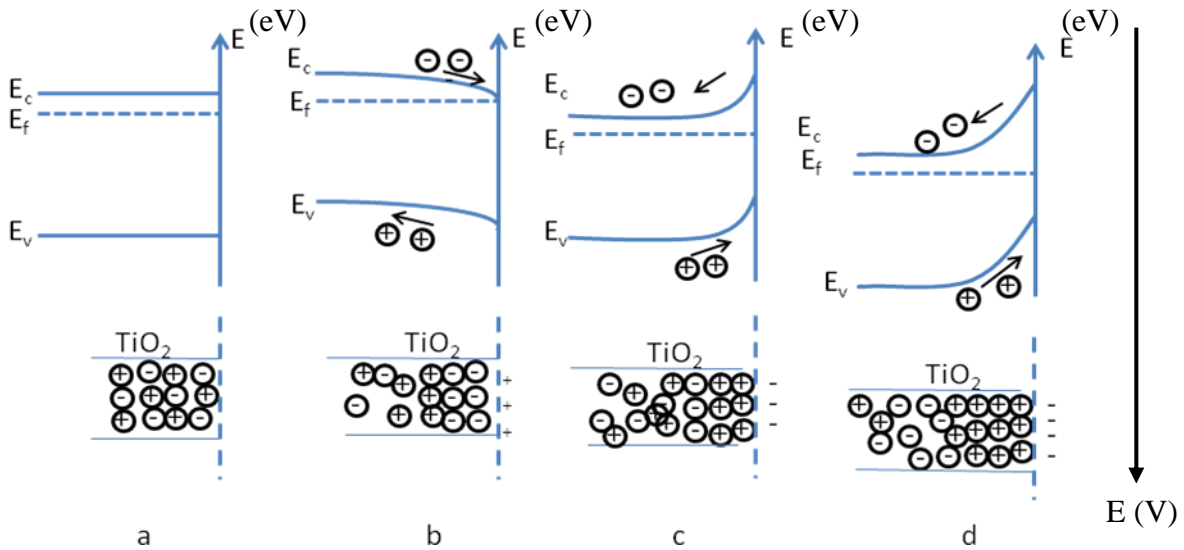 E (eV)
E (eV)
E (eV)
E (eV)
Ec
Ef
Ev
Ec
Ef
Ev
Ec
Ef
Ev
Ec
Ef
Ev
- -
+ +
- -
+ +
- -
+ +
TiO2
TiO2
TiO2
TiO2
+
+
+
-
-
-
-
-
-
-
E (V)
a
b
c
d